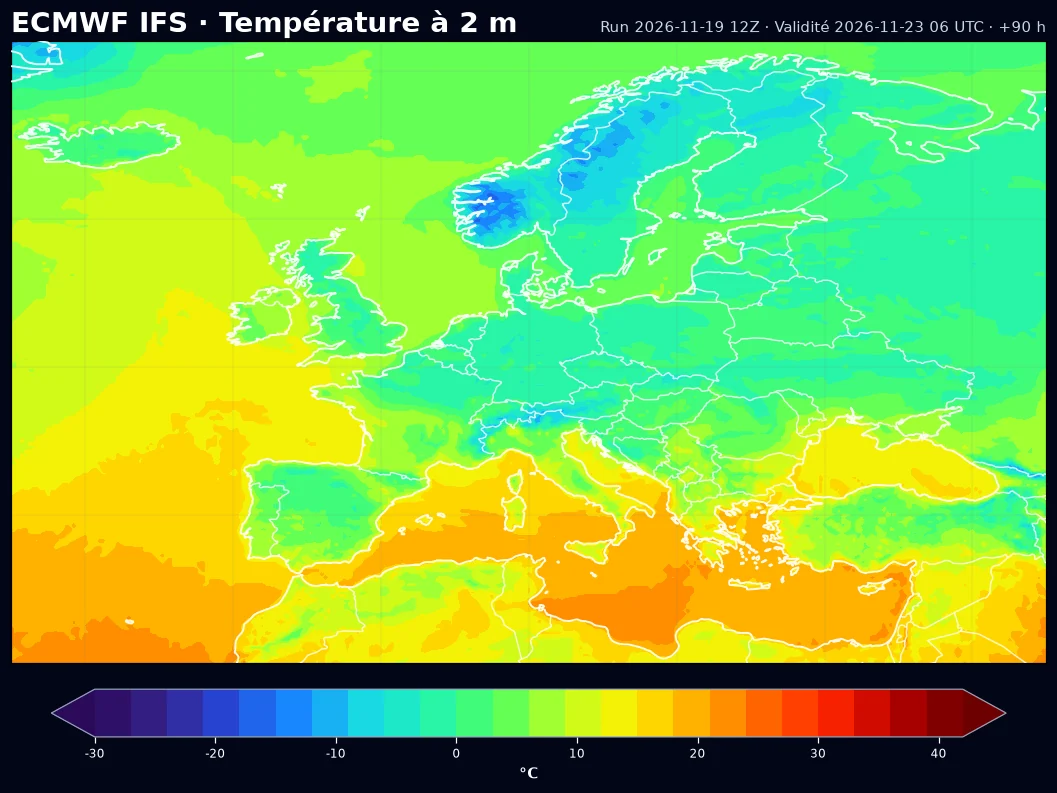 ECMWF IFS · Température à 2 m
Run 2026-11-19 12Z · Validité 2026-11-23 06 UTC · +90 h
-30 -20 -10 0 10 20 30 40
°C